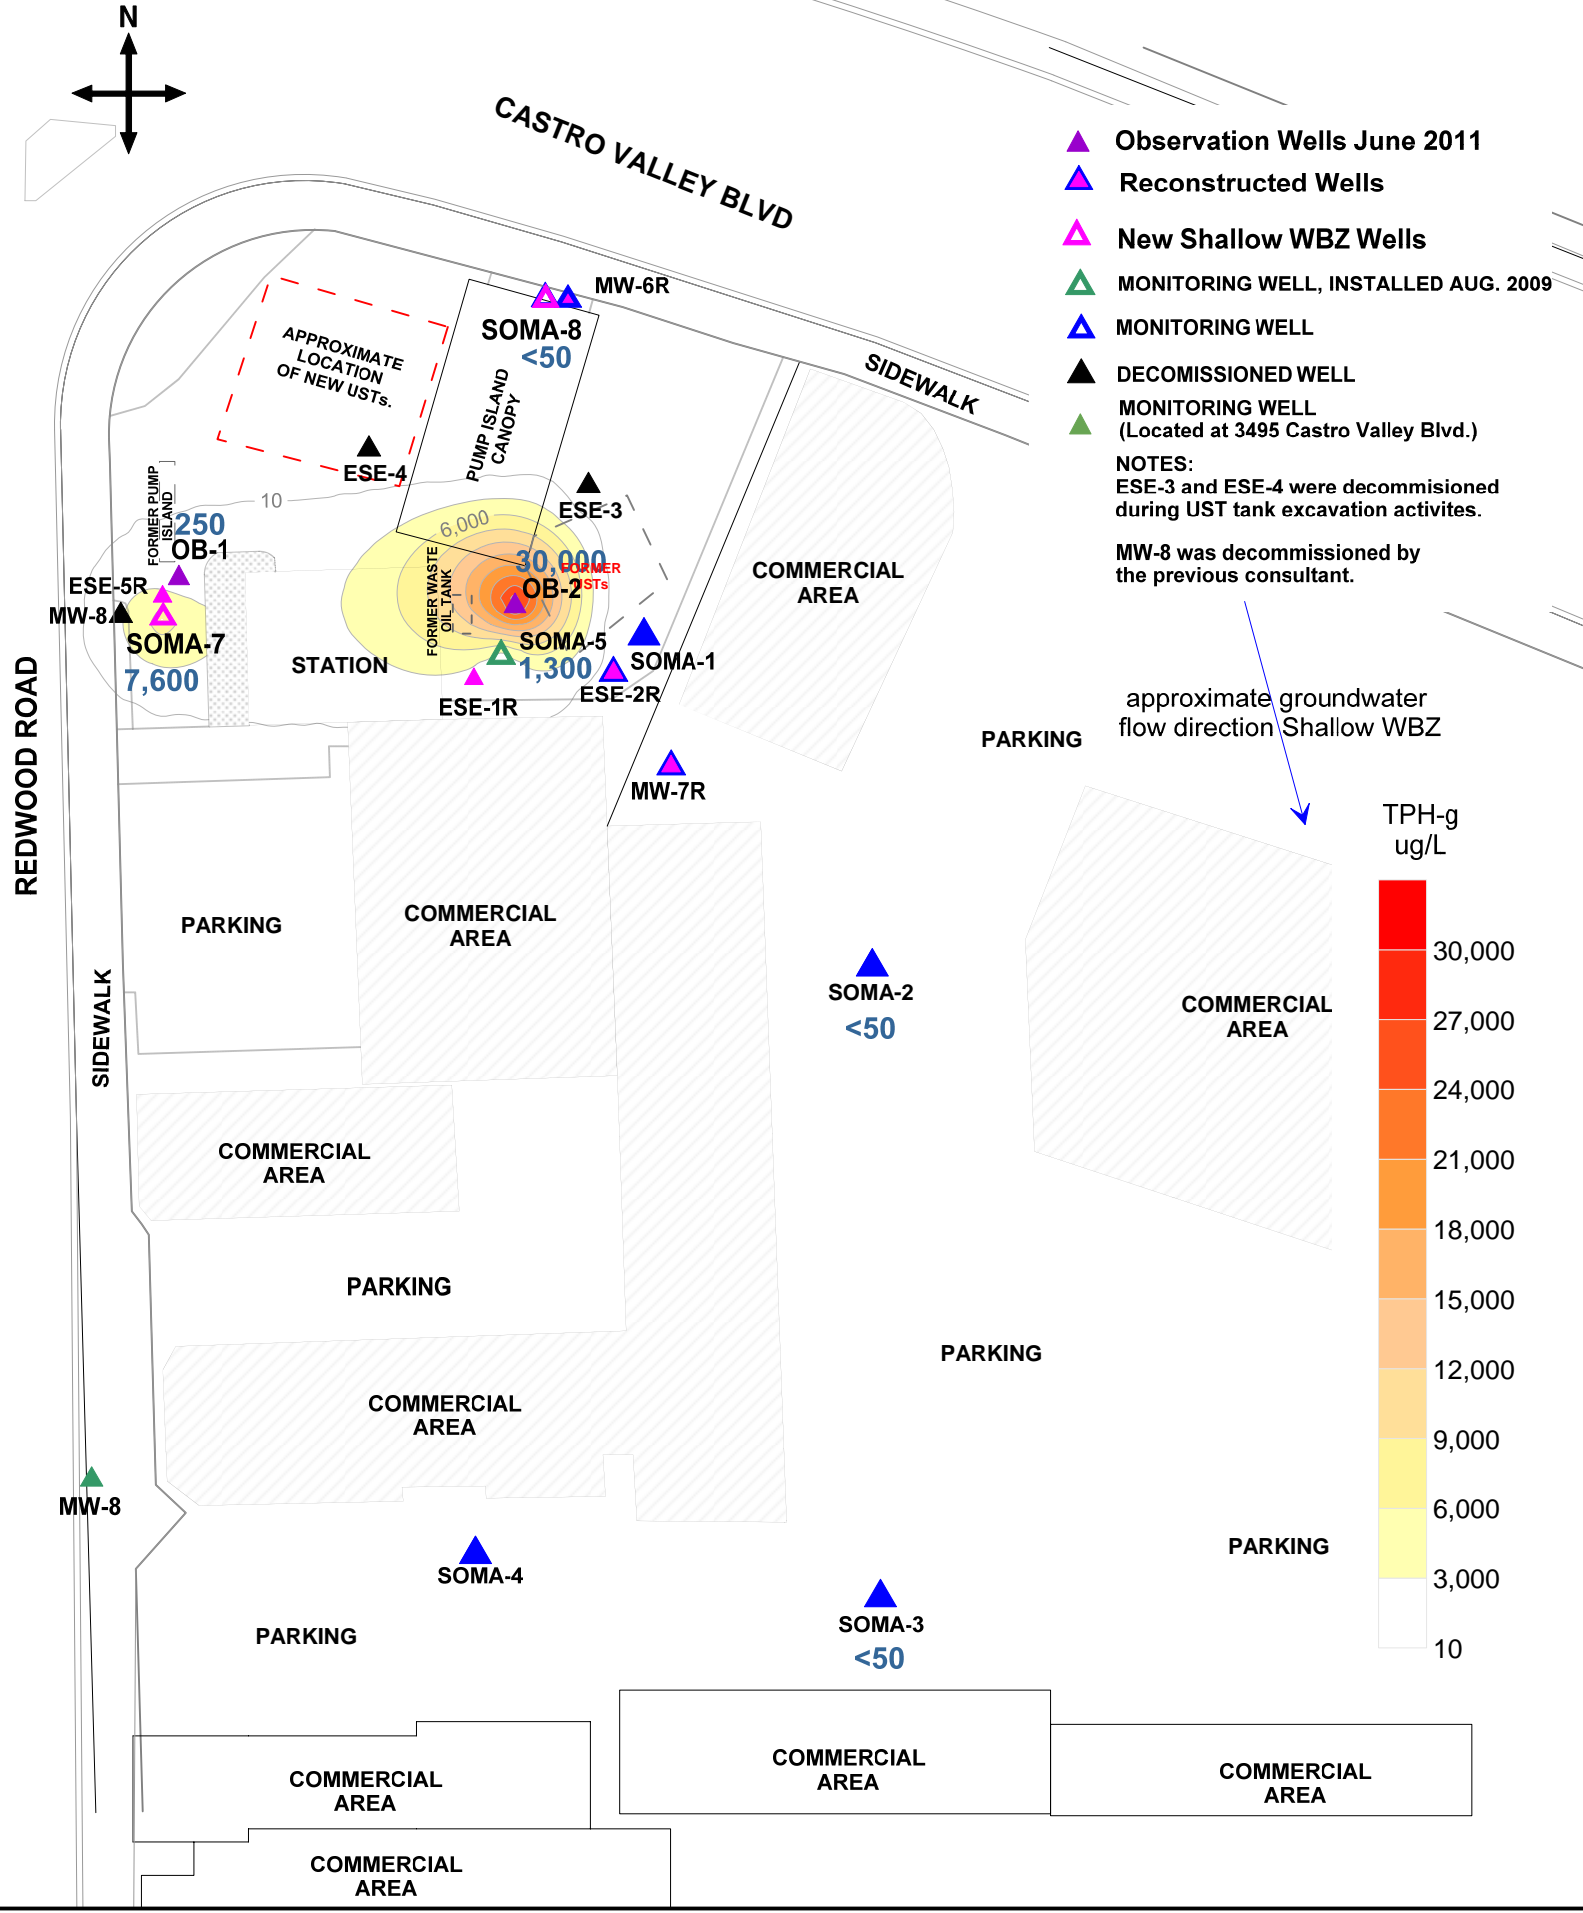 N
CASTRO VALLEY BLVD
Observation Wells June 2011
Reconstructed Wells
New Shallow WBZ Wells
MONITORING WELL, INSTALLED AUG. 2009
MONITORING WELL
DECOMISSIONED WELL
MONITORING WELL
(Located at 3495 Castro Valley Blvd.)
NOTES:
ESE-3 and ESE-4 were decommisioned
during UST tank excavation activites.
MW-8 was decommissioned by
the previous consultant.
approximate groundwater
flow direction Shallow WBZ
MW-6R
SOMA-8
<50
APPROXIMATE
LOCATION
OF NEW USTs.
PUMP ISLAND
CANOPY
SIDEWALK
ESE-4
ESE-3
10
6,000
FORMER PUMP
ISLAND
250
OB-1
ESE-5R
MW-8
SOMA-7
7,600
STATION
FORMER WASTE
OIL TANK
30,000
FORMER
USTs
OB-2
SOMA-5
1,300
SOMA-1
ESE-2R
ESE-1R
MW-7R
COMMERCIAL
AREA
PARKING
REDWOOD ROAD
SIDEWALK
PARKING
COMMERCIAL
AREA
SOMA-2
<50
COMMERCIAL
AREA
TPH-g
ug/L
30,000
27,000
24,000
21,000
18,000
15,000
12,000
9,000
6,000
3,000
10
COMMERCIAL
AREA
PARKING
PARKING
COMMERCIAL
AREA
MW-8
SOMA-4
PARKING
PARKING
SOMA-3
<50
COMMERCIAL
AREA
COMMERCIAL
AREA
COMMERCIAL
AREA
COMMERCIAL
AREA